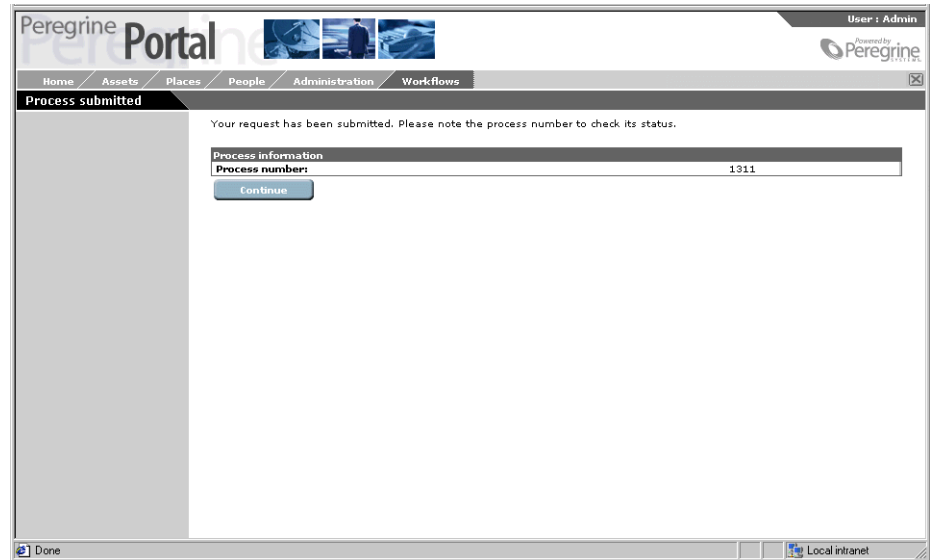 Peregrine Portal
User : Admin
Powered by
Peregrine
SYSTEMS
Home Assets Places People Administration Workflows
Process submitted
Your request has been submitted. Please note the process number to check its status.
Process information
Process number: 1311
Continue
Done
Local intranet